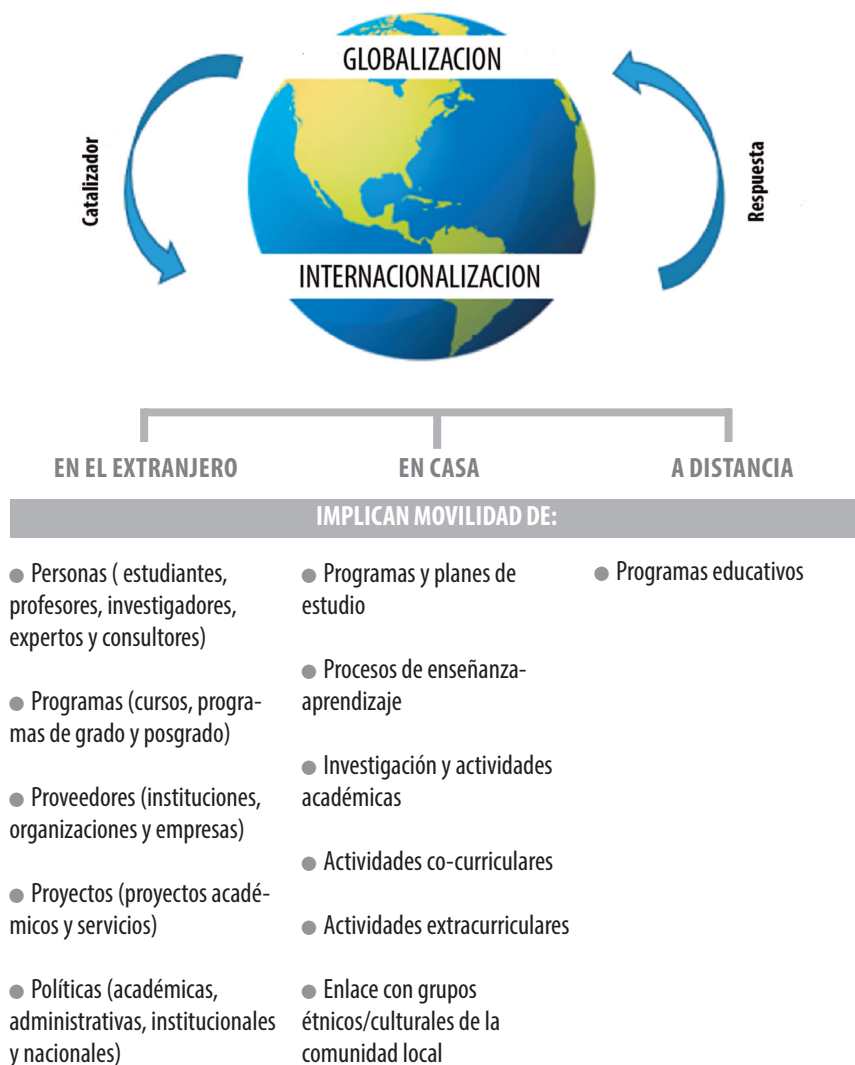 GLOBALIZACION
Catalizador
Respuesta
INTERNACIONALIZACION
EN EL EXTRANJERO
EN CASA
A DISTANCIA
IMPLICAN MOVILIDAD DE:
● Personas ( estudiantes,
profesores, investigadores,
expertos y consultores)
● Programas (cursos, progra-
mas de grado y posgrado)
● Proveedores (instituciones,
organizaciones y empresas)
● Proyectos (proyectos acadé-
micos y servicios)
● Políticas (académicas,
administrativas, institucionales
y nacionales)
● Programas y planes de
estudio
● Procesos de enseñanza-
aprendizaje
● Investigación y actividades
académicas
● Actividades co-curriculares
● Actividades extracurriculares
● Enlace con grupos
étnicos/culturales de la
comunidad local
● Programas educativos